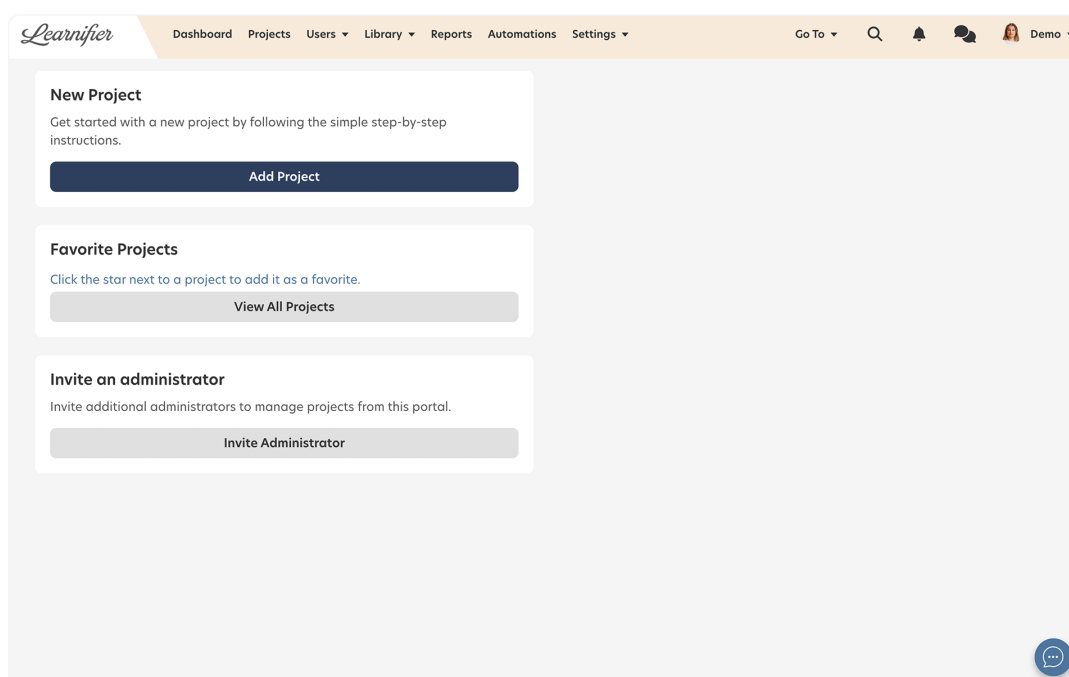 Learnifier Dashboard Projects Users Library Reports Automations Settings Go To Demo
New Project
Get started with a new project by following the simple step-by-step
instructions.
Add Project
Favorite Projects
Click the star next to a project to add it as a favorite.
View All Projects
Invite an administrator
Invite additional administrators to manage projects from this portal.
Invite Administrator